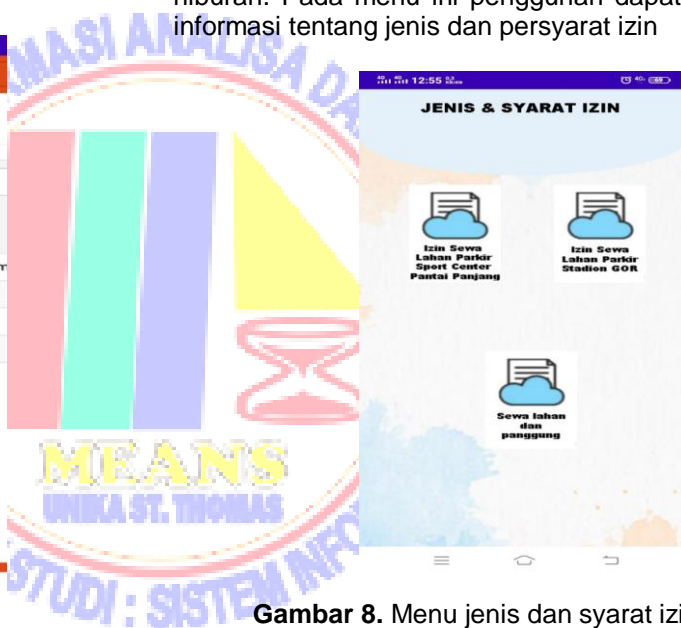 hiburan. Pada menu ini penggunan dapat
informasi tentang jenis dan persyarat izin
12:55
JENIS & SYARAT IZIN
Izin Sewa
Lahan Parkir
Sport Center
Pantai Panjang
Izin Sewa
Lahan Parkir
Stadion GOR
Sewa lahan
dan
panggung
MEANS
UNIKA ST. THOMAS
STUDI : SISTEM
Gambar 8. Menu jenis dan syarat izi